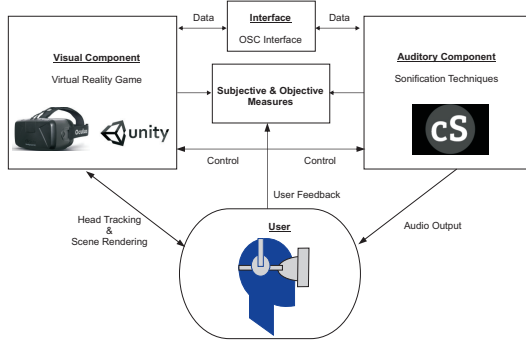 Data
Interface
OSC Interface
Data
Visual Component
Virtual Reality Game
oculus
unity
Subjective & Objective
Measures
Auditory Component
Sonification Techniques
cS
Control
Control
User Feedback
Head Tracking
&
Scene Rendering
Audio Output
User